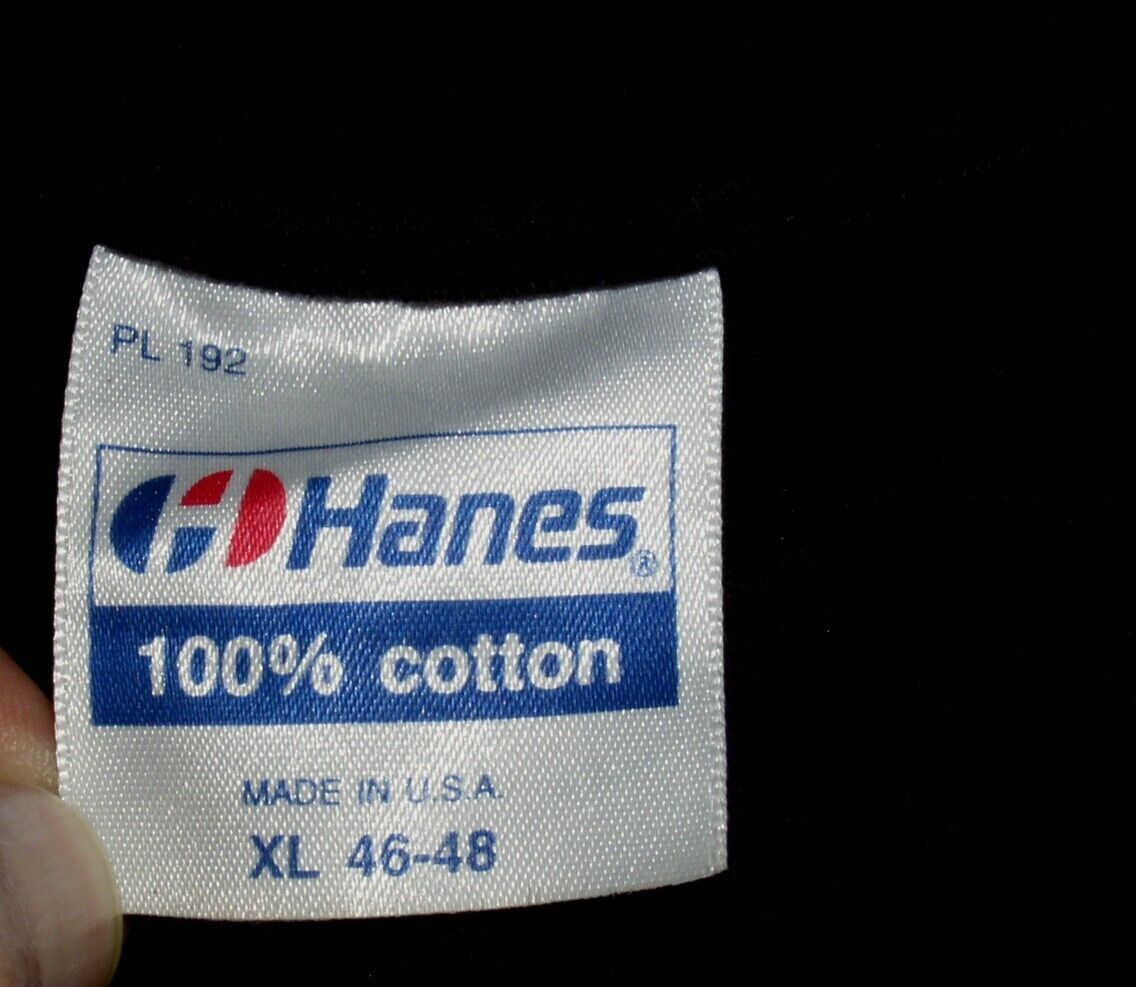 PL 192
Hanes®
100% cotton
MADE IN U.S.A.
XL 46-48